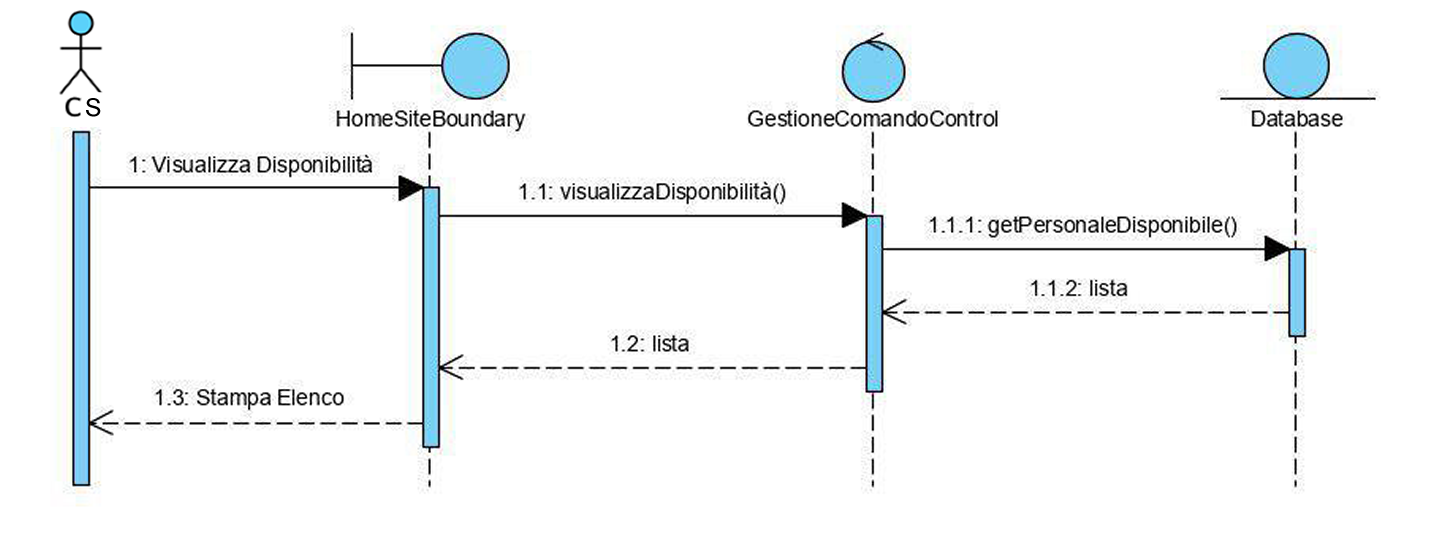 CS
HomeSiteBoundary
GestioneComandoControl
Database
1: Visualizza Disponibilità
1.1: visualizzaDisponibilità()
1.1.1: getPersonaleDisponibile()
1.1.2: lista
1.2: lista
1.3: Stampa Elenco